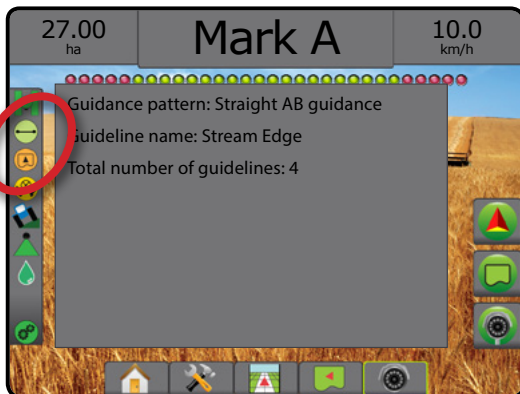 27.00
ha
Mark A
10.0
km/h
Guidance pattern: Straight AB guidance
Guideline name: Stream Edge
Total number of guidelines: 4